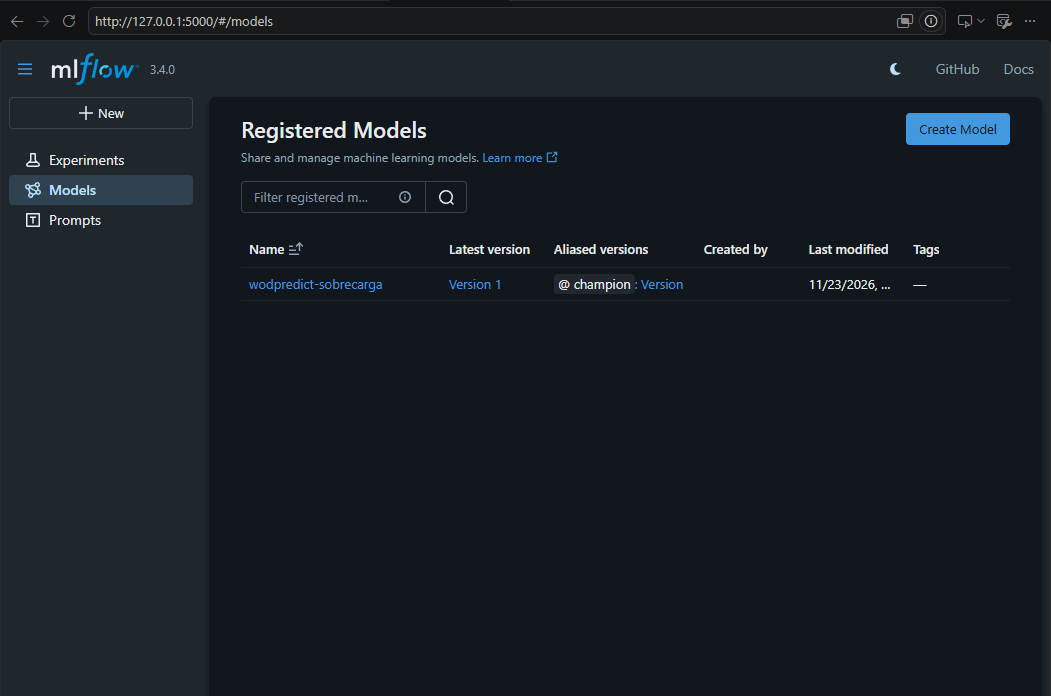 http://127.0.0.1:5000/#/models
mlflow 3.4.0
GitHub Docs
New
Experiments
Models
Prompts
Registered Models
Create Model
Share and manage machine learning models. Learn more
Filter registered m...
Name Latest version Aliased versions Created by Last modified Tags
wodpredict-sobrecarga Version 1 @ champion : Version 11/23/2026, ... —